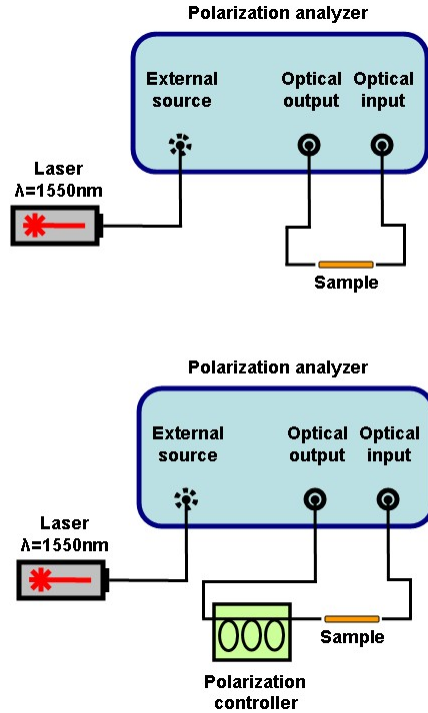 Polarization analyzer
External
source
Optical
output
Optical
input
Laser
λ=1550nm
Sample
Polarization analyzer
External
source
Optical
output
Optical
input
Laser
λ=1550nm
Sample
Polarization
controller